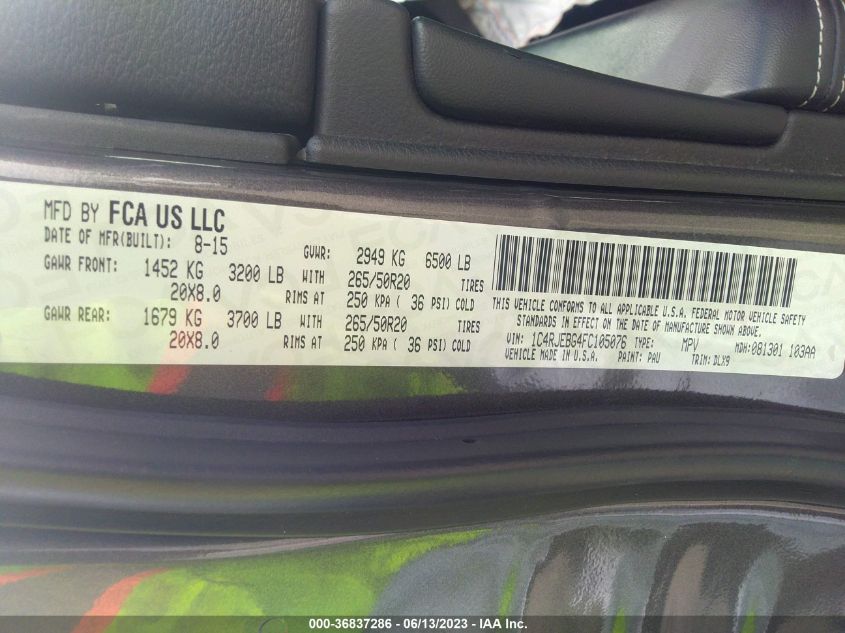 MFD BY FCA US LLC
DATE OF MFR(BUILT): 8-15 GVWR: 2949 KG 6500 LB
GAWR FRONT: 1452 KG 3200 LB WITH 265/50R20 TIRES
20X8.0 RIMS AT 250 KPA ( 36 PSI) COLD
GAWR REAR: 1679 KG 3700 LB WITH 265/50R20 TIRES
20X8.0 RIMS AT 250 KPA ( 36 PSI) COLD
THIS VEHICLE CONFORMS TO ALL APPLICABLE U.S.A. FEDERAL MOTOR VEHICLE SAFETY
STANDARDS IN EFFECT ON THE DATE OF MANUFACTURE SHOWN ABOVE.
VIN: 1C4RJEBG4FC105076 TYPE: MPV MDH:081301 103AA
VEHICLE MADE IN U.S.A. PAINT: PAU TRIM: DLX9
000-36837286 - 06/13/2023 - IAA Inc.